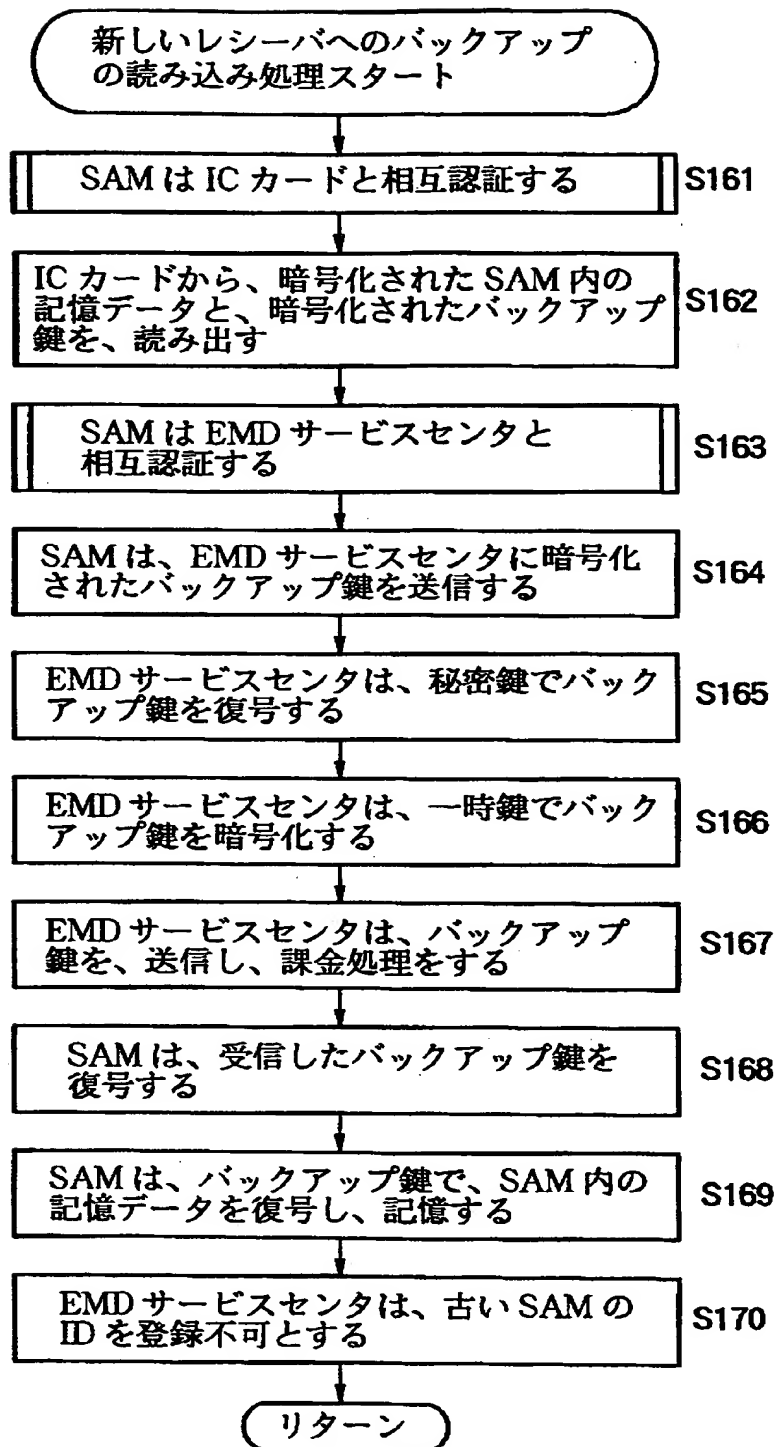 新しいレシーバへのバックアップ
の読み込み処理スタート
SAMはICカードと相互認証する
S161
ICカードから、暗号化されたSAM内の
記憶データと、暗号化されたバックアップ
鍵を、読み出す
S162
SAMはEMDサービスセンタと
相互認証する
S163
SAMは、EMDサービスセンタに暗号化
されたバックアップ鍵を送信する
S164
EMDサービスセンタは、秘密鍵でバック
アップ鍵を復号する
S165
EMDサービスセンタは、一時鍵でバック
アップ鍵を暗号化する
S166
EMDサービスセンタは、バックアップ
鍵を、送信し、課金処理をする
S167
SAMは、受信したバックアップ鍵を
復号する
S168
SAMは、バックアップ鍵で、SAM内の
記憶データを復号し、記憶する
S169
EMDサービスセンタは、古いSAMの
IDを登録不可とする
S170
リターン